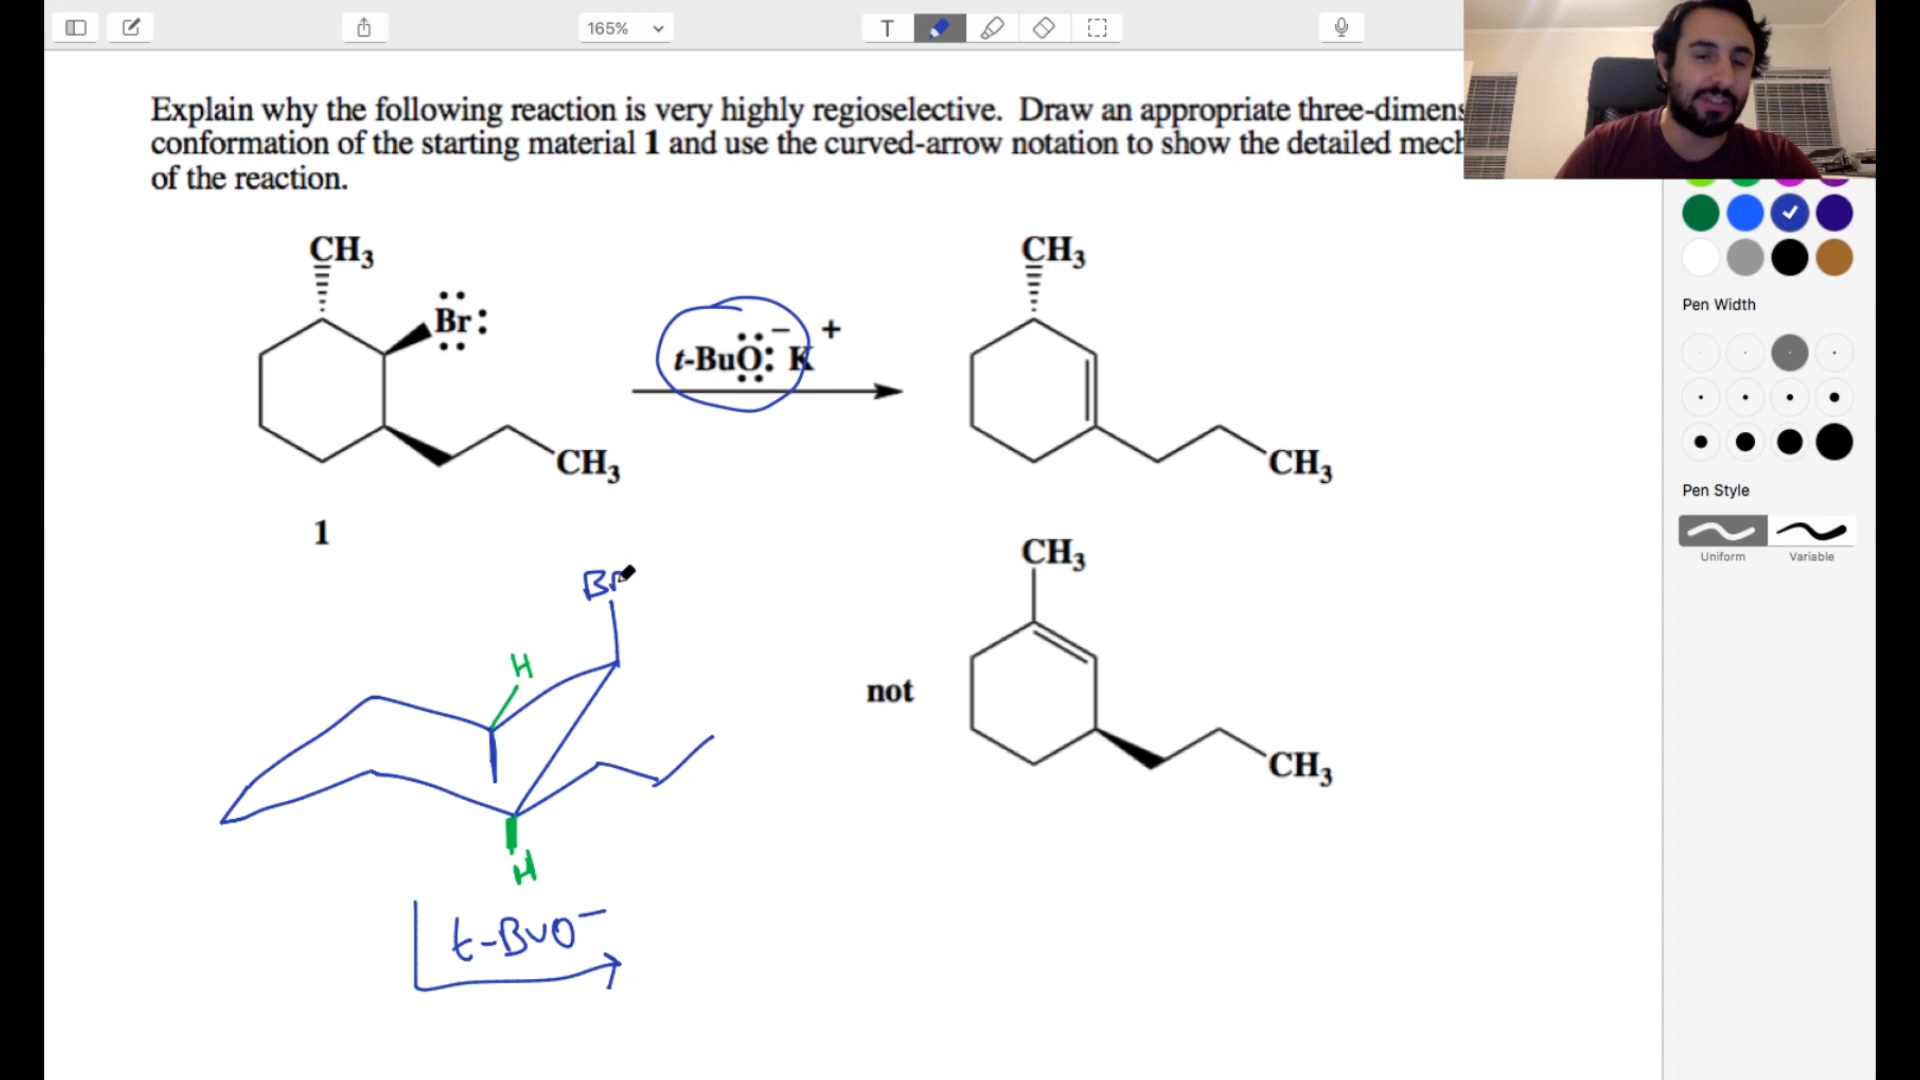 165%
T
Explain why the following reaction is very highly regioselective. Draw an appropriate three-dimens
conformation of the starting material 1 and use the curved-arrow notation to show the detailed mech
of the reaction.
CH3
Br
CH3
1
t-BuO − K +
CH3
CH3
not
CH3
CH3
Br
H
H
t-BuO−
Pen Width
Pen Style
Uniform
Variable